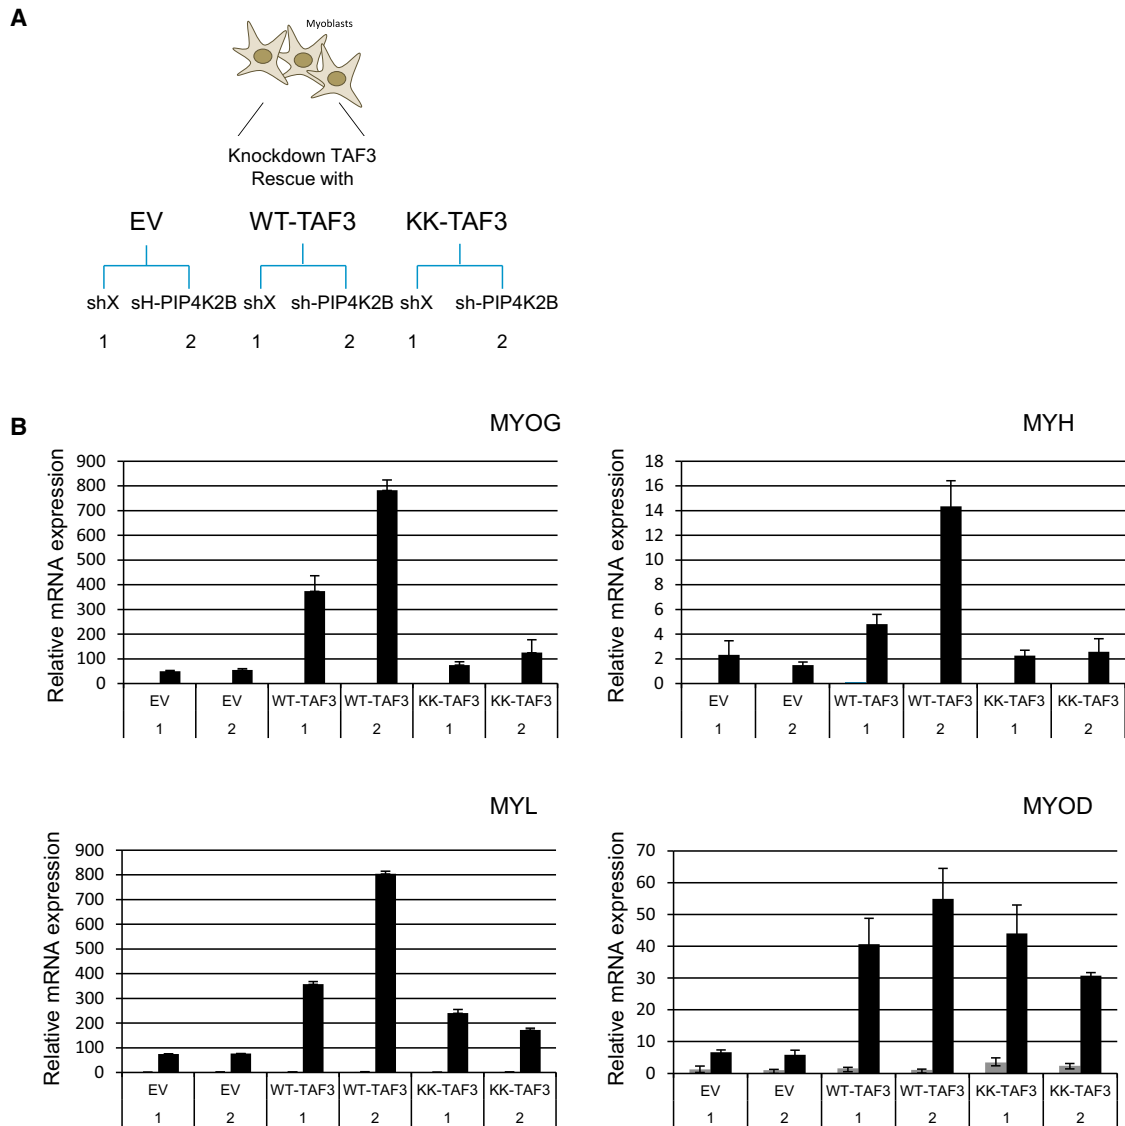 A
Myoblasts
Knockdown TAF3
Rescue with
EV WT-TAF3 KK-TAF3
shX sH-PIP4K2B shX sh-PIP4K2B shX sh-PIP4K2B
1 2 1 2 1 2
B
MYOG
Relative mRNA expression
900
800
700
600
500
400
300
200
100
0
EV EV WT-TAF3 WT-TAF3 KK-TAF3 KK-TAF3
1 2 1 2 1 2
MYH
Relative mRNA expression
18
16
14
12
10
8
6
4
2
0
EV EV WT-TAF3 WT-TAF3 KK-TAF3 KK-TAF3
1 2 1 2 1 2
MYL
Relative mRNA expression
900
800
700
600
500
400
300
200
100
0
EV EV WT-TAF3 WT-TAF3 KK-TAF3 KK-TAF3
1 2 1 2 1 2
MYOD
Relative mRNA expression
70
60
50
40
30
20
10
0
EV EV WT-TAF3 WT-TAF3 KK-TAF3 KK-TAF3
1 2 1 2 1 2